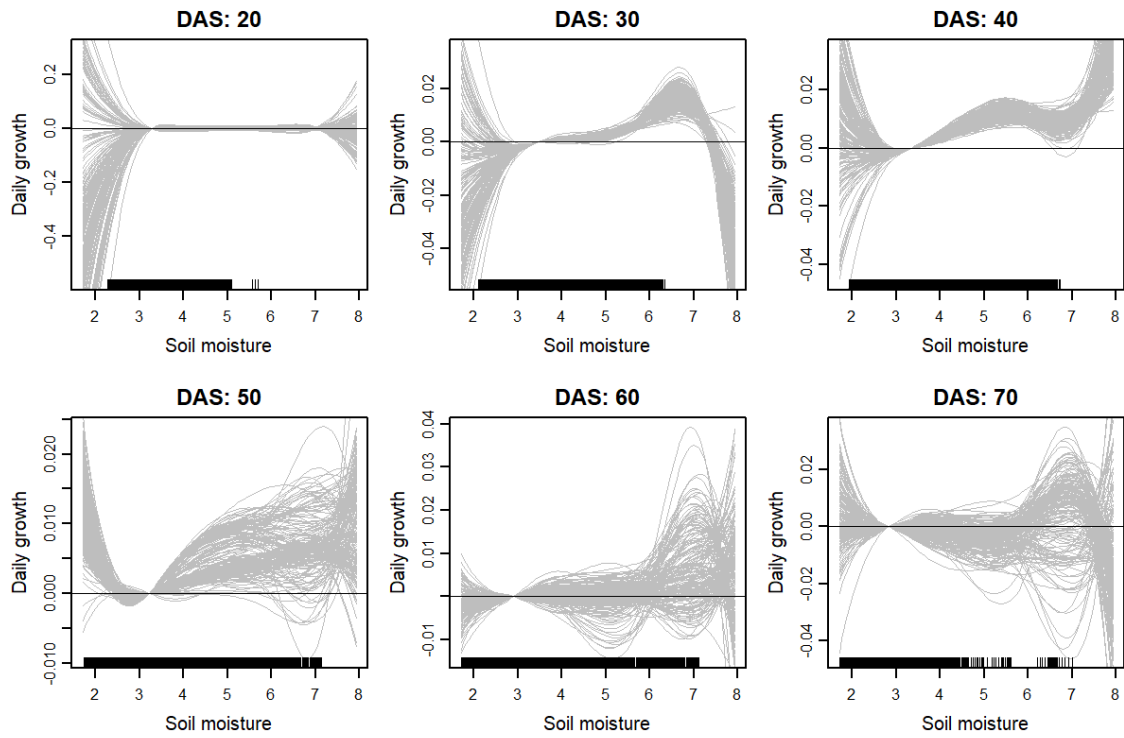 DAS: 20 DAS: 30 DAS: 40
Daily growth
0.2
0.0
-0.2
-0.4
2 3 4 5 6 7 8
Soil moisture
Daily growth
0.02
0.00
-0.02
-0.04
2 3 4 5 6 7 8
Soil moisture
Daily growth
0.02
0.00
-0.02
-0.04
2 3 4 5 6 7 8
Soil moisture
DAS: 50 DAS: 60 DAS: 70
Daily growth
0.020
0.010
0.000
-0.010
2 3 4 5 6 7 8
Soil moisture
Daily growth
0.04
0.03
0.02
0.01
-0.01
2 3 4 5 6 7 8
Soil moisture
Daily growth
0.02
0.00
-0.02
-0.04
2 3 4 5 6 7 8
Soil moisture